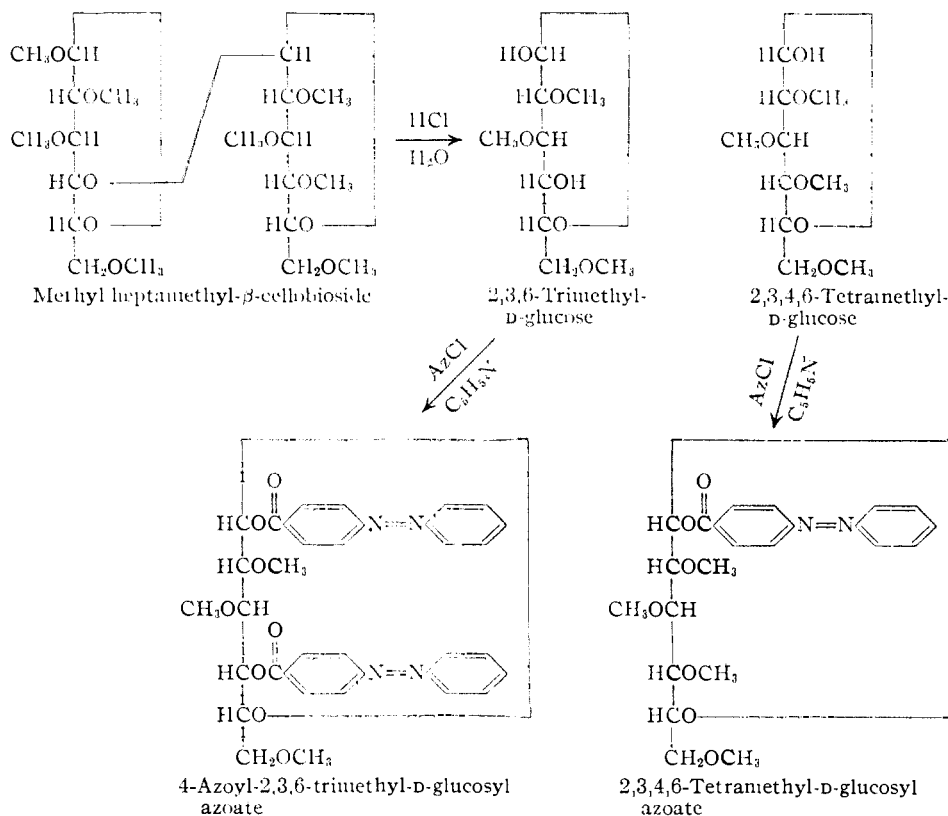 CH₃OCH CH HOCH HCOH
HCOCH₃ HCOCH₃ HCOCH₃ HCOCH₃
CH₃OCH CH₃OCH HCl CH₃OCH CH₃OCH
H₂O
HCO HCOCH₃ HCOH HCOCH₃
HCO HCO HCO HCO
CH₂OCH₃ CH₂OCH₃ CH₂OCH₃ CH₂OCH₃
Methyl heptamethyl-β-cellobioside 2,3,6-Trimethyl- 2,3,4,6-Tetramethyl-
D-glucose D-glucose
AzCl AzCl
C₅H₅N C₅H₅N
O O
HCOC N=N HCOC N=N
HCOCH₃ HCOCH₃
CH₃OCH CH₃OCH
O
HCOC N=N HCOCH₃
HCO HCO
CH₂OCH₃ CH₂OCH₃
4-Azoyl-2,3,6-trimethyl-D-glucosyl 2,3,4,6-Tetramethyl-D-glucosyl
azoate azoate